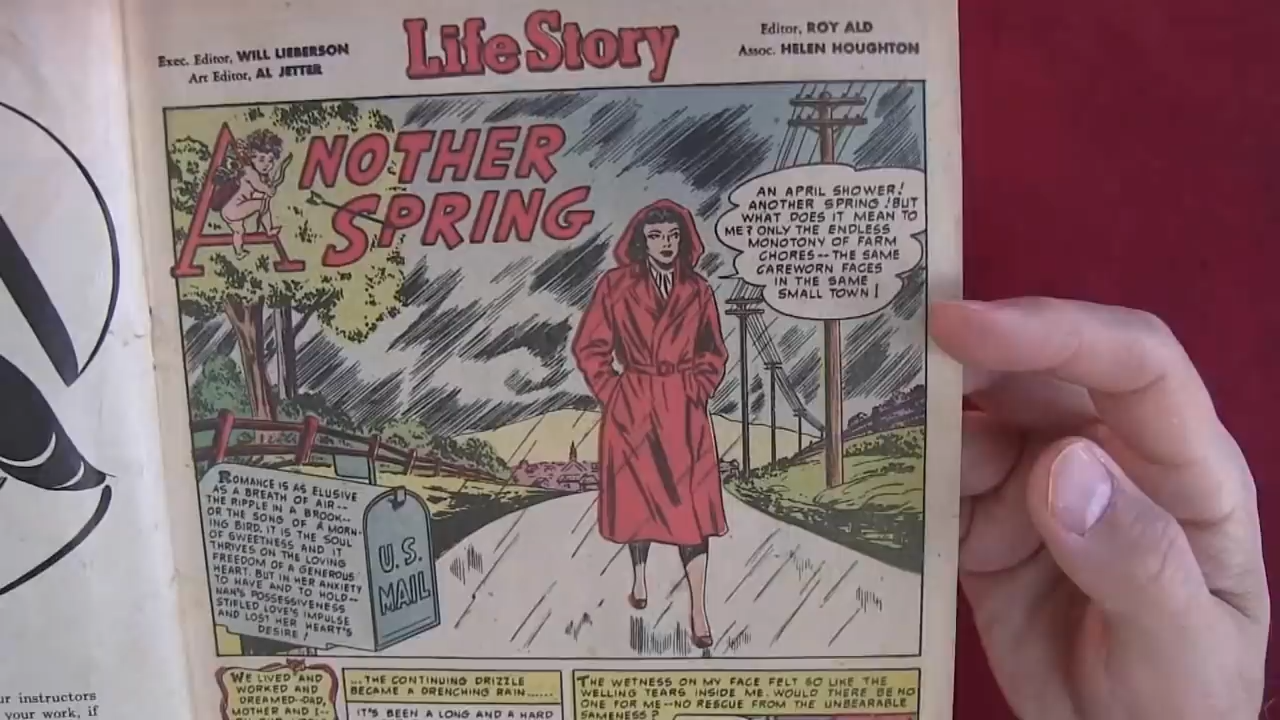 Exec. Editor, WILL LIEBERSON
Art Editor, AL JETTER
Life Story
Editor, ROY ALD
Assoc. HELEN HOUGHTON
ANOTHER
SPRING
AN APRIL SHOWER!
ANOTHER SPRING! BUT
WHAT DOES IT MEAN TO
ME? ONLY THE ENDLESS
MONOTONY OF FARM
CHORES--THE SAME
CAREWORN FACES
IN THE SAME
SMALL TOWN!
ROMANCE IS AS ELUSIVE
AS A BREATH OF AIR--
THE RIPPLE IN A BROOK--
OR THE SONG OF A MORN-
ING BIRD. IT IS THE SOUL
OF SWEETNESS AND IT
THRIVES ON THE LOVING
FREEDOM OF A GENEROUS
HEART. BUT IN HER ANXIETY
TO HAVE AND TO HOLD--
NAN'S POSSESSIVENESS
STIFLED LOVE'S IMPULSE
AND LOST HER HEART'S
DESIRE!
U.S.
MAIL
WE LIVED AND
WORKED AND
DREAMED--DAD,
MOTHER AND I--
...THE CONTINUING DRIZZLE
BECAME A DRENCHING RAIN......
IT'S BEEN A LONG AND A HARD
THE WETNESS ON MY FACE FELT SO LIKE THE
WELLING TEARS INSIDE ME. WOULD THERE BE NO
ONE FOR ME--NO RESCUE FROM THE UNBEARABLE
SAMENESS?
ur instructors
your work, if